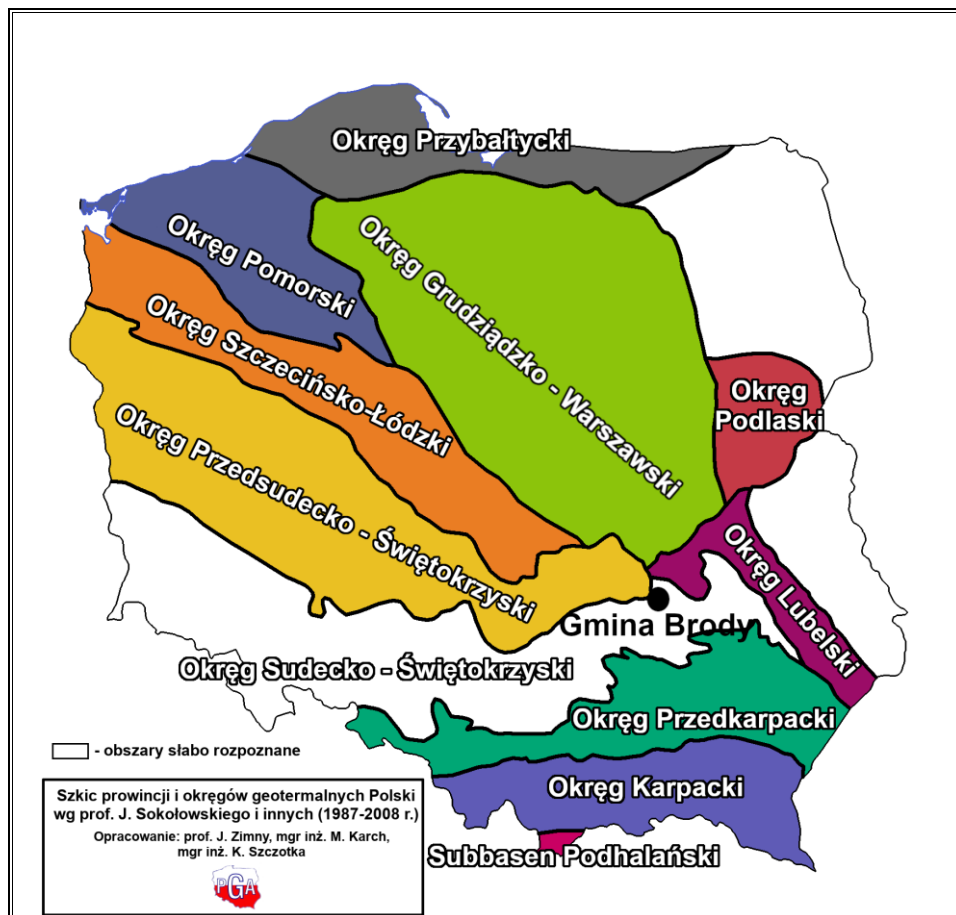 Okręg Przybałtycki
Okręg Pomorski
Okręg Grudziądzko - Warszawski
Okręg Szczecińsko-Łódzki
Okręg
Podlaski
Okręg Przedsudecko - Świętokrzyski
Okręg Lubelski
Gmina Brody
Okręg Sudecko - Świętokrzyski
Okręg Przedkarpacki
- obszary słabo rozpoznane
Okręg Karpacki
Szkic prowincji i okręgów geotermalnych Polski
wg prof. J. Sokołowskiego i innych (1987-2008 r.)
Opracowanie: prof. J. Zimny, mgr inż. M. Karch,
mgr inż. K. Szczotka
Subbasen Podhalański
PGA